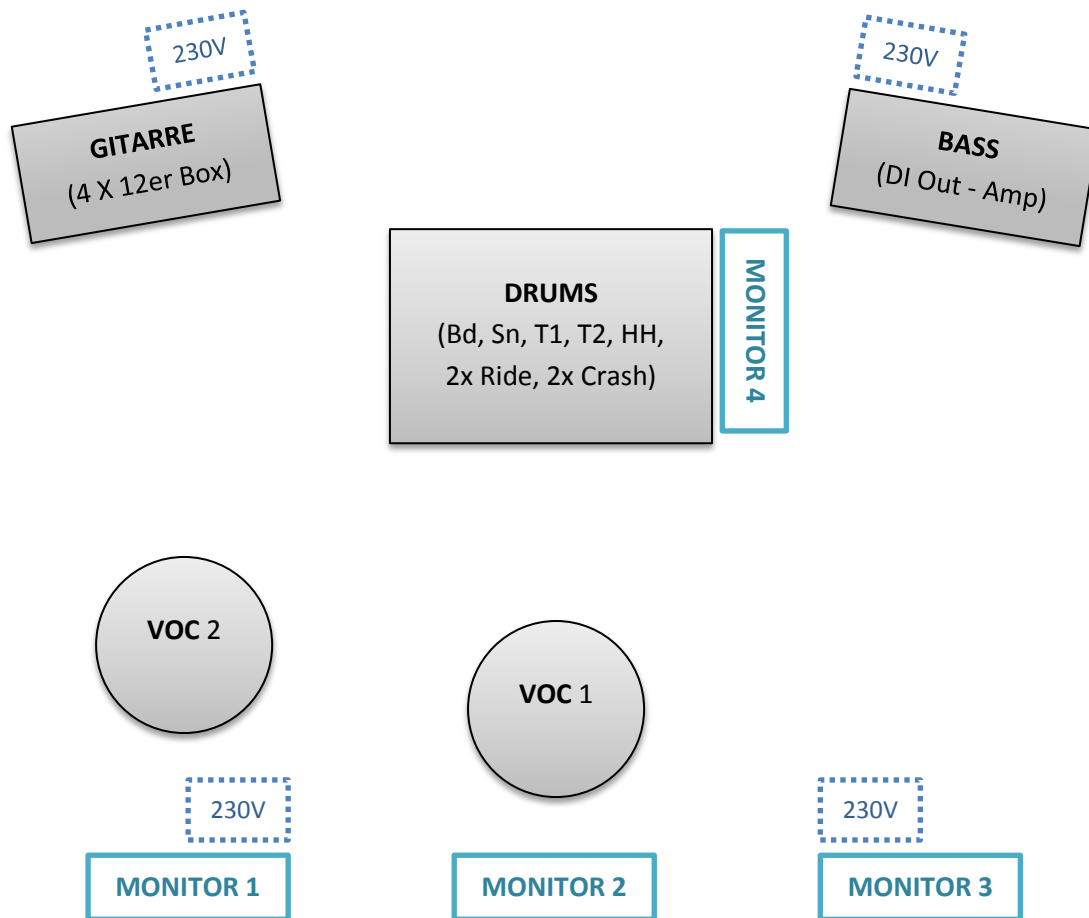 230V
230V
GITARRE
(4 X 12er Box)
BASS
(DI Out - Amp)
DRUMS
(Bd, Sn, T1, T2, HH,
2x Ride, 2x Crash)
MONITOR 4
VOC 2
VOC 1
230V
230V
MONITOR 1
MONITOR 2
MONITOR 3